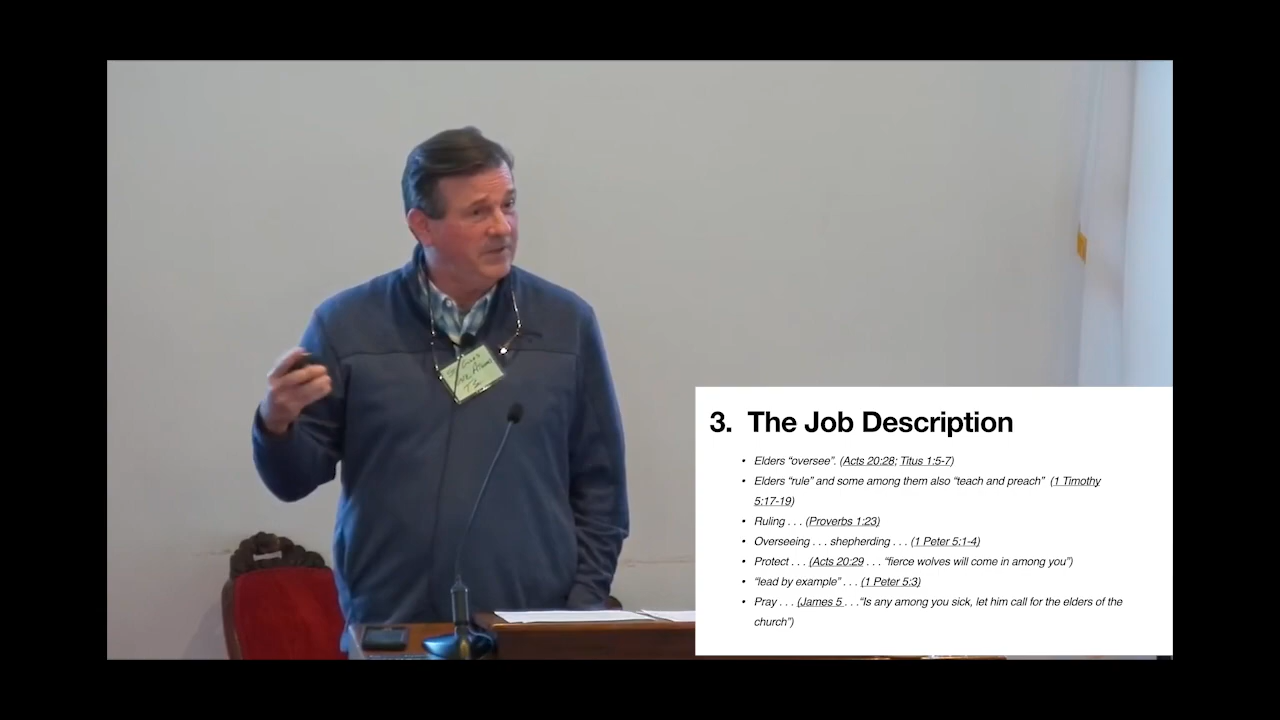 3. The Job Description
• Elders “oversee”. (Acts 20:28; Titus 1:5-7)
• Elders “rule” and some among them also “teach and preach” (1 Timothy
5:17-19)
• Ruling . . . (Proverbs 1:23)
• Overseeing . . . shepherding . . . (1 Peter 5:1-4)
• Protect . . . (Acts 20:29 . . . “fierce wolves will come in among you”)
• “lead by example” . . . (1 Peter 5:3)
• Pray . . . (James 5 . . .“Is any among you sick, let him call for the elders of the
church”)